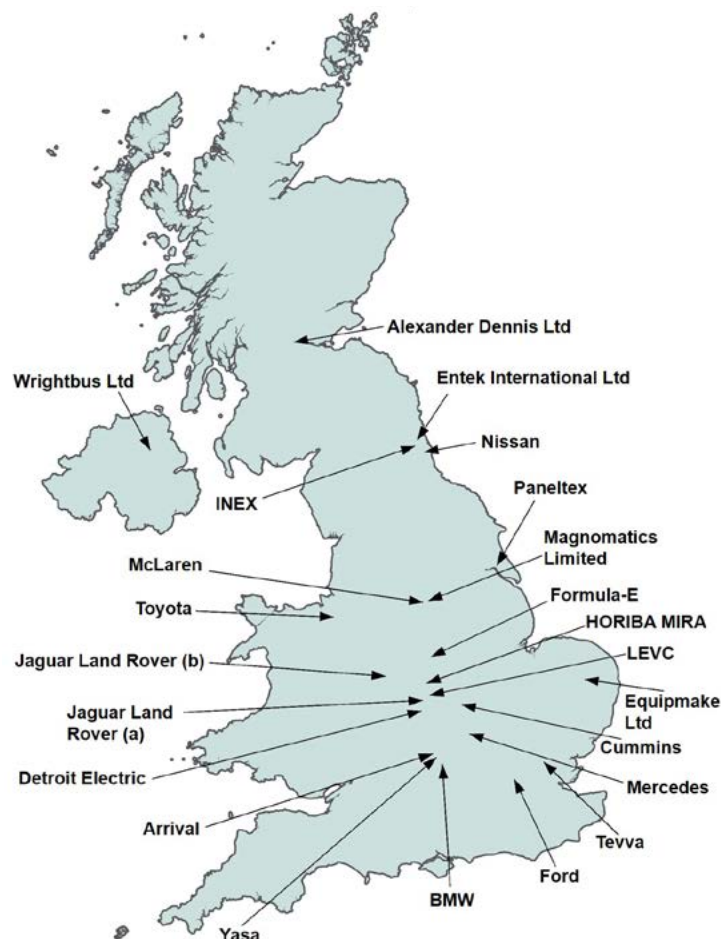 Alexander Dennis Ltd
Wrightbus Ltd
Entek International Ltd
Nissan
INEX
Paneltex
Magnomatics
Limited
McLaren
Formula-E
Toyota
HORIBA MIRA
LEVC
Jaguar Land Rover (b)
Equipmake
Ltd
Jaguar Land
Rover (a)
Cummins
Detroit Electric
Mercedes
Arrival
Tevva
Ford
BMW
Yasa